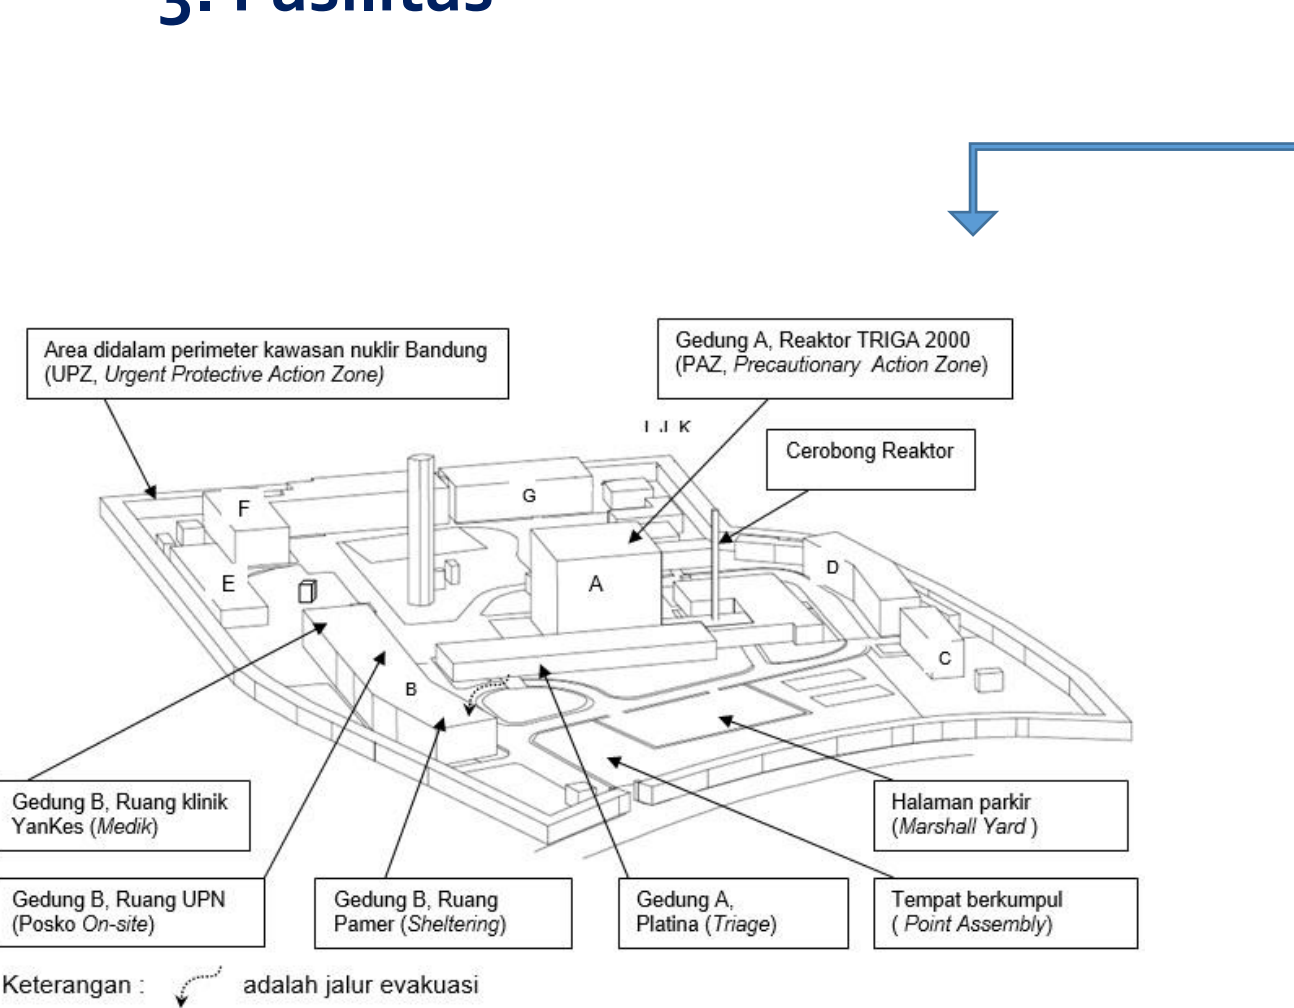 3. Fasilitas
Area didalam perimeter kawasan nuklir Bandung
(UPZ, Urgent Protective Action Zone)
Gedung A, Reaktor TRIGA 2000
(PAZ, Precautionary Action Zone)
Cerobong Reaktor
F
G
A
E
D
C
B
Gedung B, Ruang klinik
YanKes (Medik)
Halaman parkir
(Marshall Yard )
Gedung B, Ruang UPN
(Posko On-site)
Gedung B, Ruang
Pamer (Sheltering)
Gedung A,
Platina (Triage)
Tempat berkumpul
( Point Assembly)
Keterangan : adalah jalur evakuasi